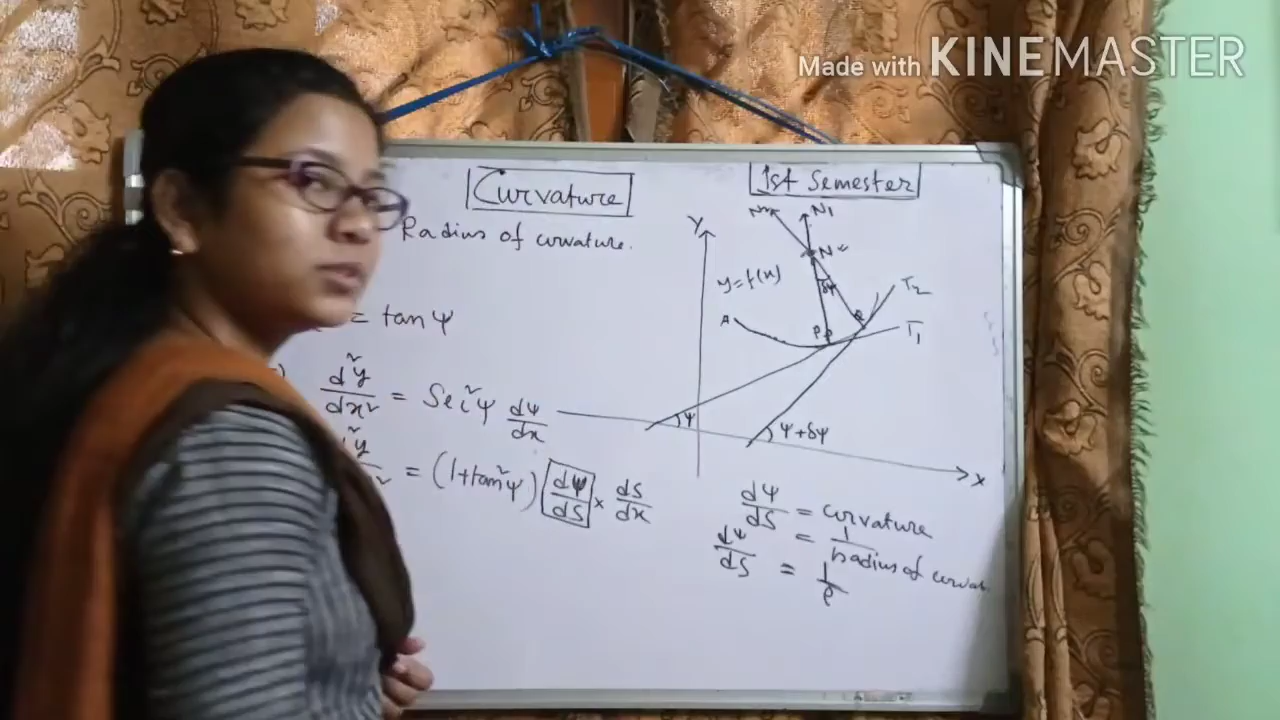 Made with KINEMASTER
Curvature
1st Semester
Radius of curvature.
= tan ψ
d²y/dx² = Sec²ψ dψ/dx
= (1+tan²ψ) dψ/ds × ds/dx
Y
N₂
N₁
N
y=f(x)
δψ
A
P
Q
T₂
T₁
ψ
ψ+δψ
X
dψ/ds = curvature
= 1/radius of curvat
dψ/ds = 1/ρ